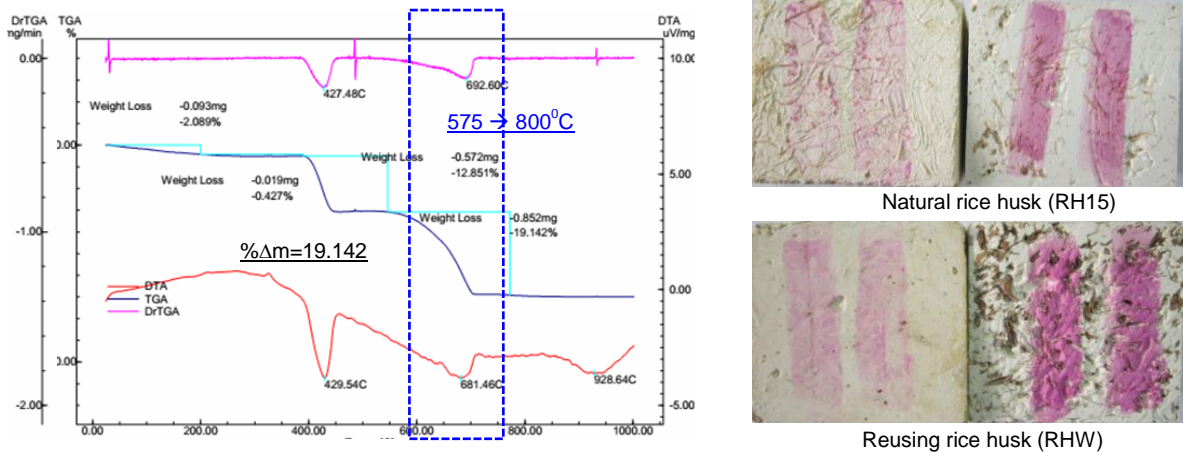 DrTGA TGA
mg/min %
DTA
uV/mg
0.00
10.00
427.48C
692.60C
Weight Loss -0.093mg
-2.089%
575 → 800⁰C
0.00
Weight Loss -0.572mg
-12.851%
5.00
Weight Loss -0.019mg
-0.427%
Weight Loss -0.852mg
-19.142%
-1.00
%Δm=19.142
0.00
DTA
TGA
DrTGA
0.00
429.54C
681.46C
928.64C
-2.00
-5.00
0.00 200.00 400.00 600.00 800.00 1000.00
Natural rice husk (RH15)
Reusing rice husk (RHW)